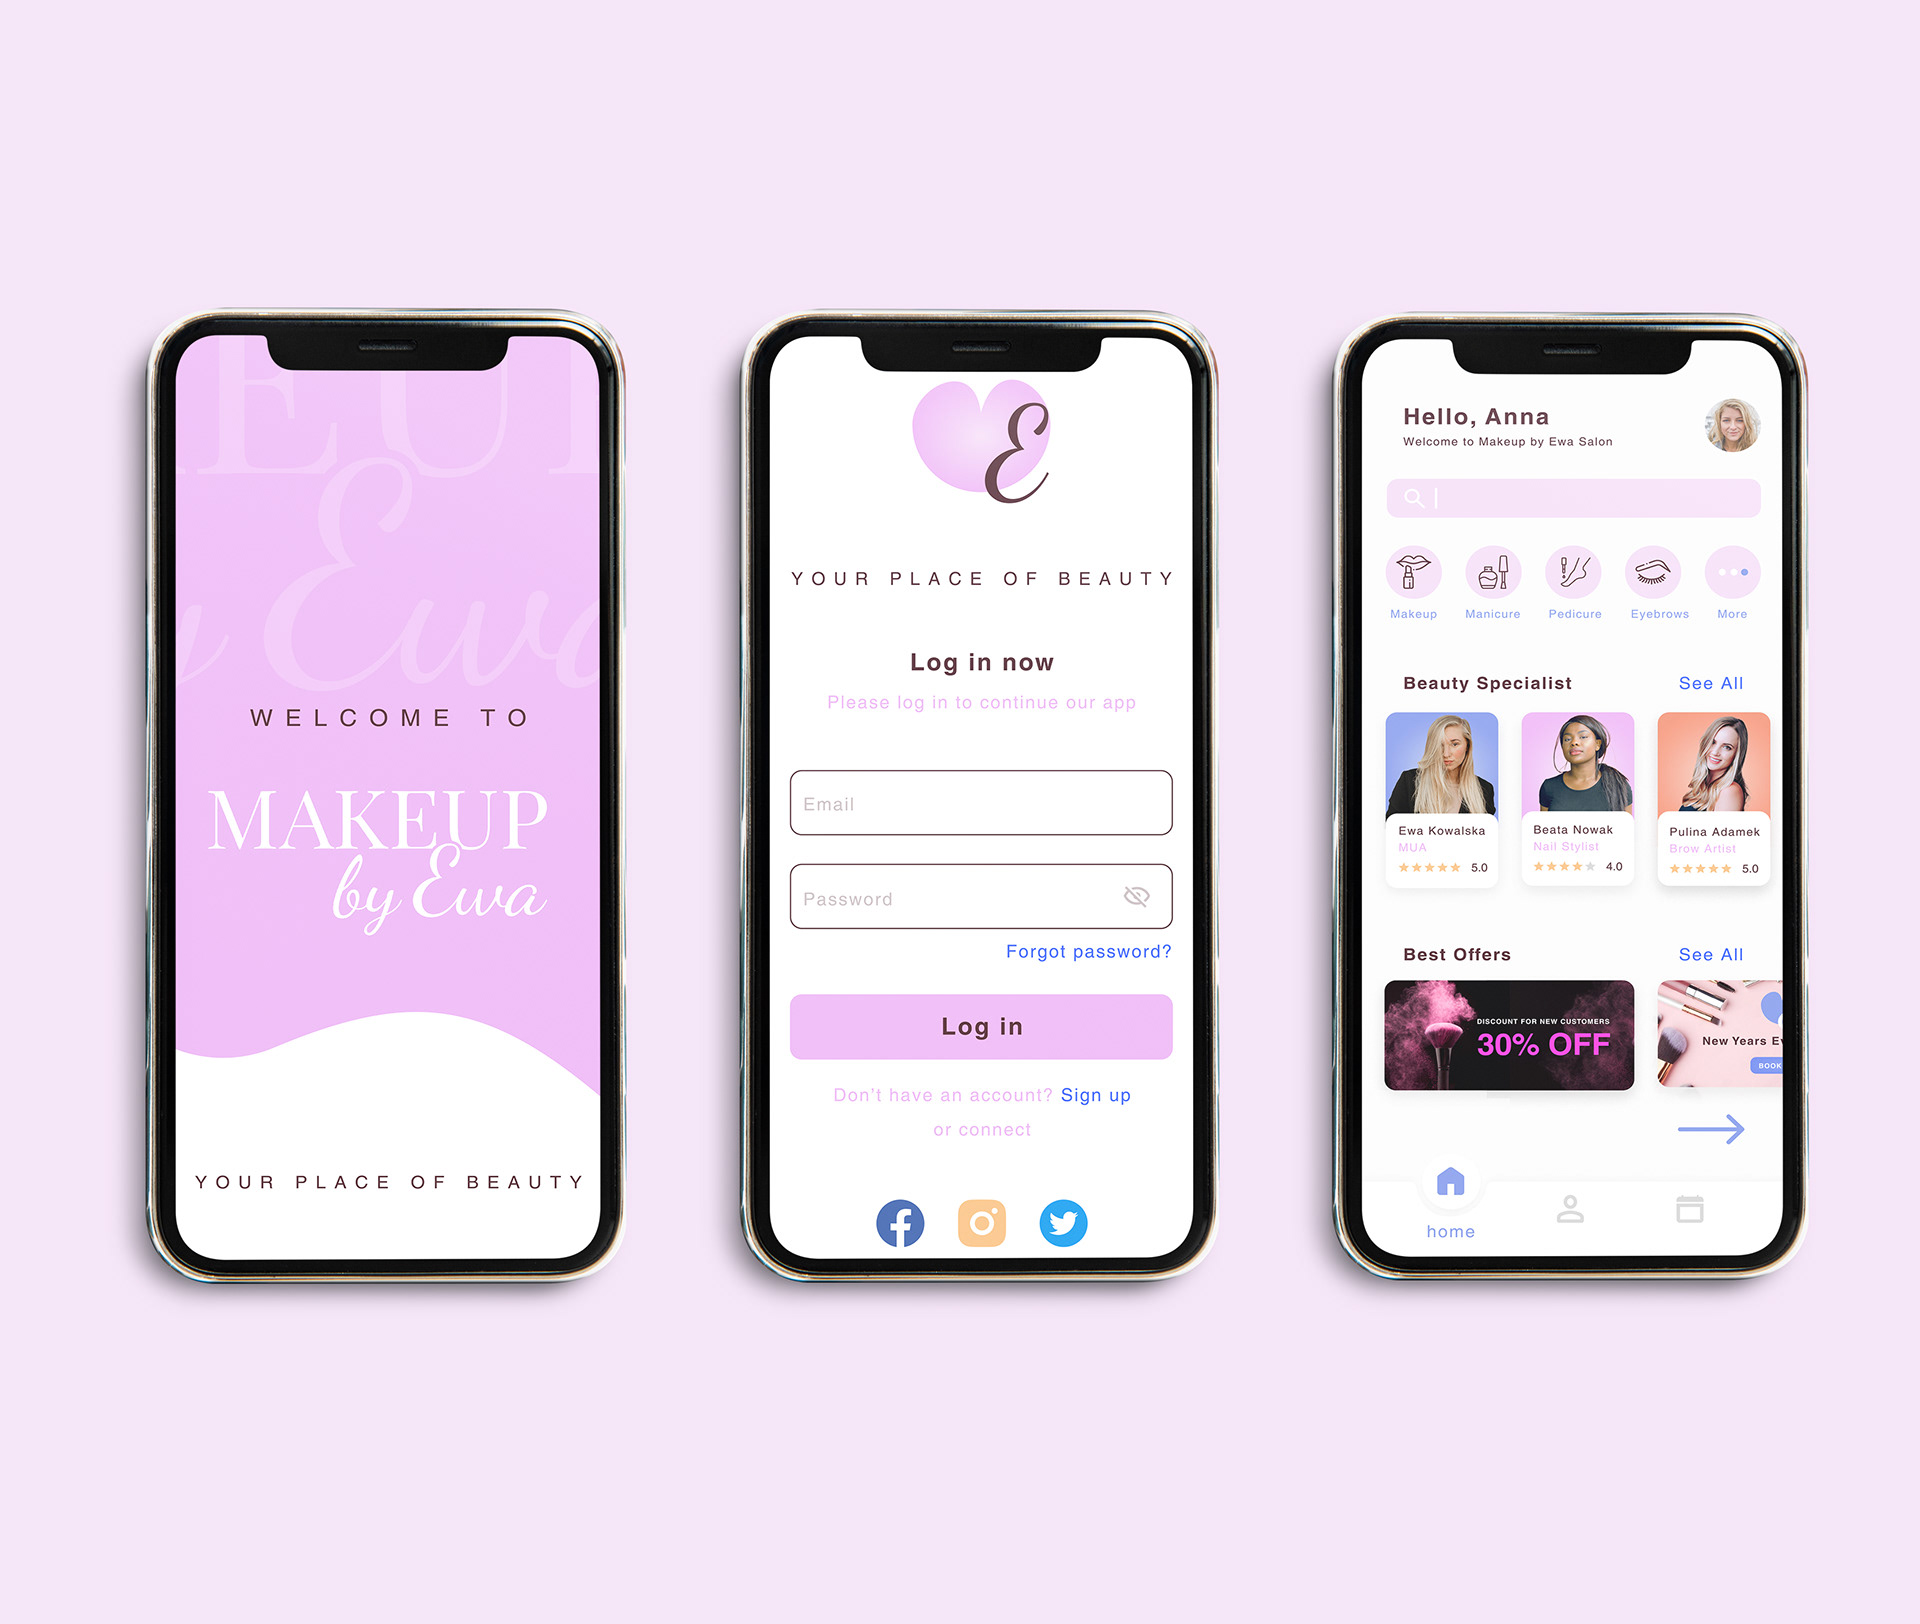 WELCOME TO
MAKEUP
by Ewa
YOUR PLACE OF BEAUTY
E
YOUR PLACE OF BEAUTY
Log in now
Please log in to continue our app
Email
Password
Forgot password?
Log in
Don't have an account? Sign up
or connect
Hello, Anna
Welcome to Makeup by Ewa Salon
Makeup Manicure Pedicure Eyebrows More
Beauty Specialist See All
Ewa Kowalska
MUA
5.0
Beata Nowak
Nail Stylist
4.0
Pulina Adamek
Brow Artist
5.0
Best Offers See All
DISCOUNT FOR NEW CUSTOMERS
30% OFF
New Years Ev
BOOK
home